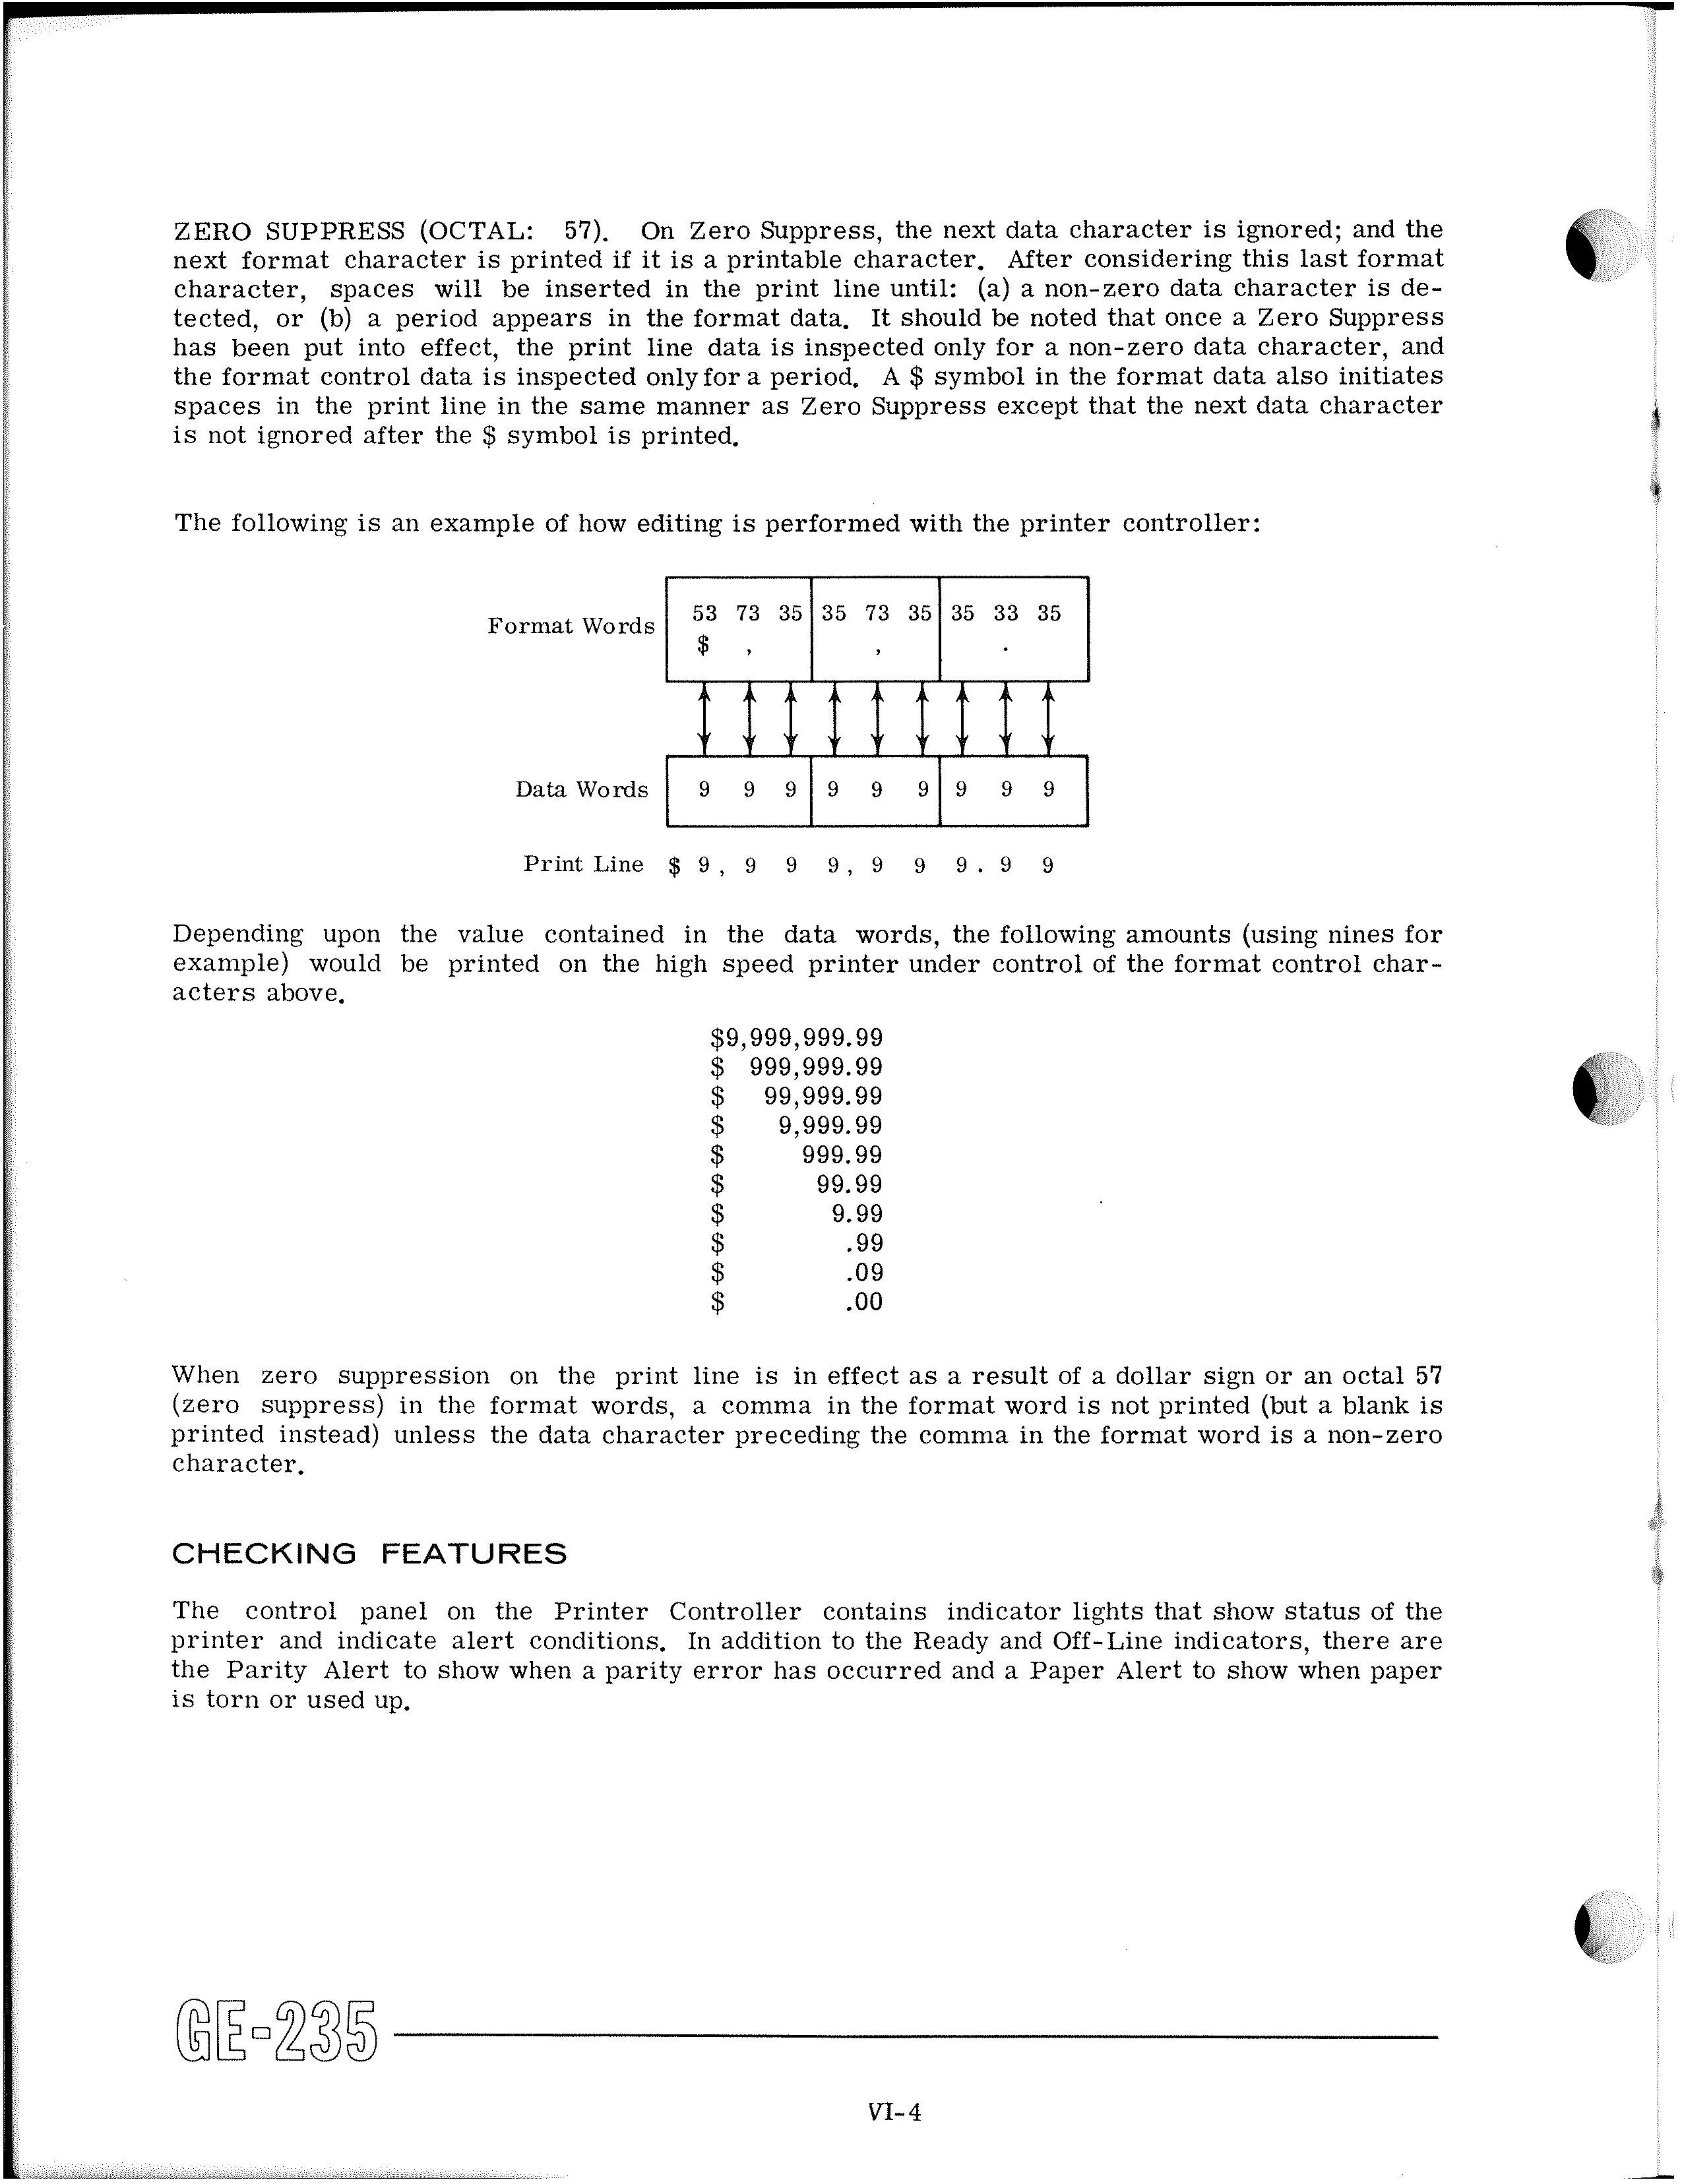 ZERO SUPPRESS (OCTAL: 57). On Zero Suppress, the next data character is ignored; and the
next format character is printed if it is a printable character. After considering this last format
character, spaces will be inserted in the print line until: (a) a non-zero data character is de-
tected, or (b) a period appears in the format data. It should be noted that once a Zero Suppress
has been put into effect, the print line data is inspected only for a non-zero data character, and
the format control data is inspected only for a period. A $ symbol in the format data also initiates
spaces in the print line in the same manner as Zero Suppress except that the next data character
is not ignored after the $ symbol is printed.
The following is an example of how editing is performed with the printer controller:
Format Words 53 73 35 35 73 35 35 33 35
$ , , .
Data Words 9 9 9 9 9 9 9 9 9
Print Line $ 9 , 9 9 9 , 9 9 9 . 9 9
Depending upon the value contained in the data words, the following amounts (using nines for
example) would be printed on the high speed printer under control of the format control char-
acters above.
$9,999,999.99
$ 999,999.99
$ 99,999.99
$ 9,999.99
$ 999.99
$ 99.99
$ 9.99
$ .99
$ .09
$ .00
When zero suppression on the print line is in effect as a result of a dollar sign or an octal 57
(zero suppress) in the format words, a comma in the format word is not printed (but a blank is
printed instead) unless the data character preceding the comma in the format word is a non-zero
character.
CHECKING FEATURES
The control panel on the Printer Controller contains indicator lights that show status of the
printer and indicate alert conditions. In addition to the Ready and Off-Line indicators, there are
the Parity Alert to show when a parity error has occurred and a Paper Alert to show when paper
is torn or used up.
GE-235
VI-4